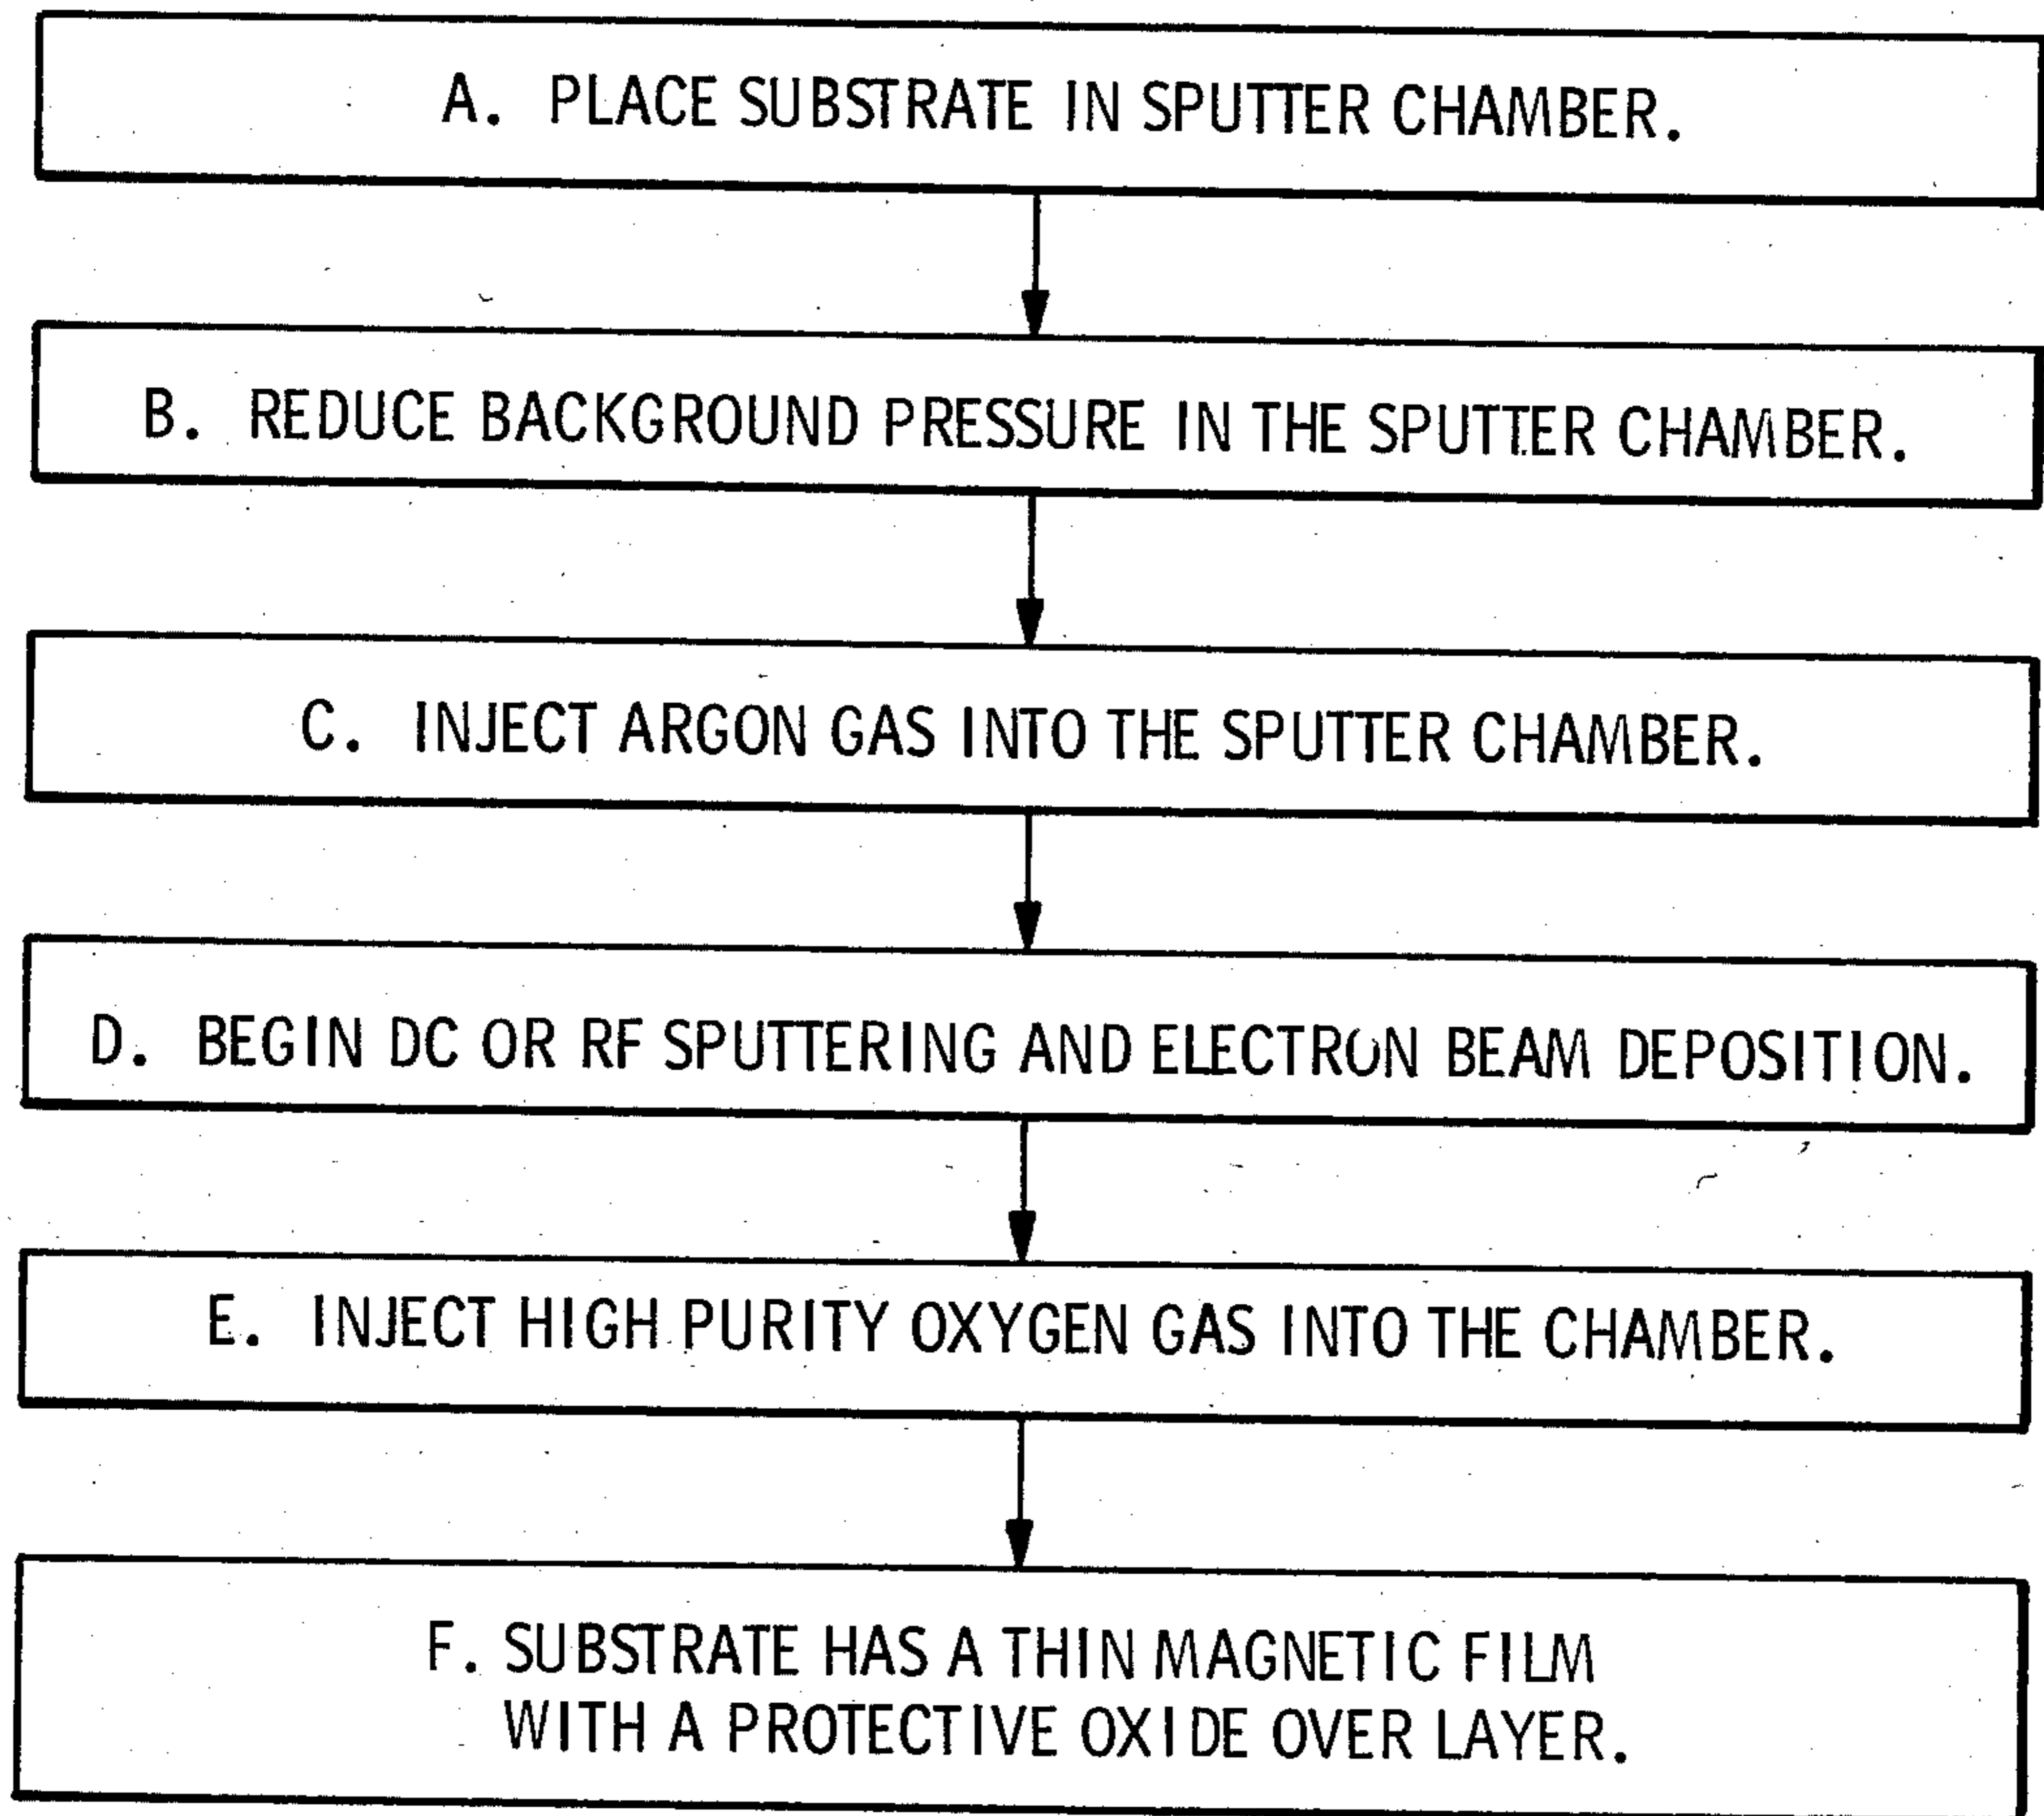 A. PLACE SUBSTRATE IN SPUTTER CHAMBER.
B. REDUCE BACKGROUND PRESSURE IN THE SPUTTER CHAMBER.
C. INJECT ARGON GAS INTO THE SPUTTER CHAMBER.
D. BEGIN DC OR RF SPUTTERING AND ELECTRON BEAM DEPOSITION.
E. INJECT HIGH PURITY OXYGEN GAS INTO THE CHAMBER.
F. SUBSTRATE HAS A THIN MAGNETIC FILM
WITH A PROTECTIVE OXIDE OVER LAYER.